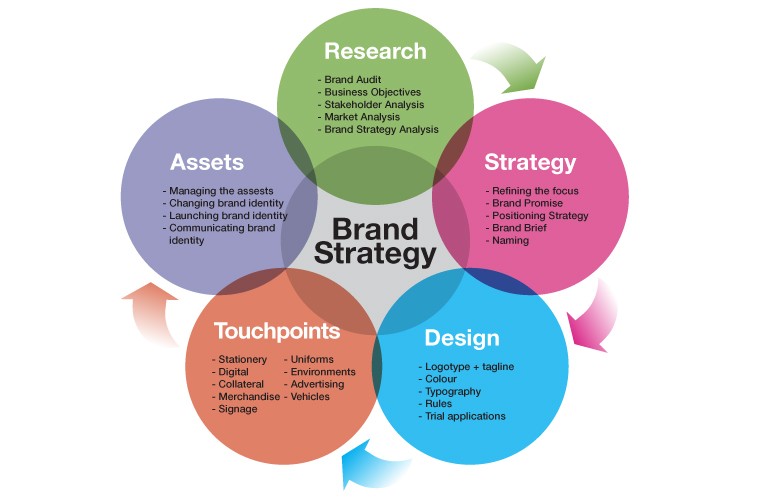 Research
- Brand Audit
- Business Objectives
- Stakeholder Analysis
- Market Analysis
- Brand Strategy Analysis
Assets
- Managing the assests
- Changing brand identity
- Launching brand identity
- Communicating brand
identity
Strategy
- Refining the focus
- Brand Promise
- Positioning Strategy
- Brand Brief
- Naming
Brand
Strategy
Touchpoints
- Stationery
- Digital
- Collateral
- Merchandise
- Signage
- Uniforms
- Environments
- Advertising
- Vehicles
Design
- Logotype + tagline
- Colour
- Typography
- Rules
- Trial applications